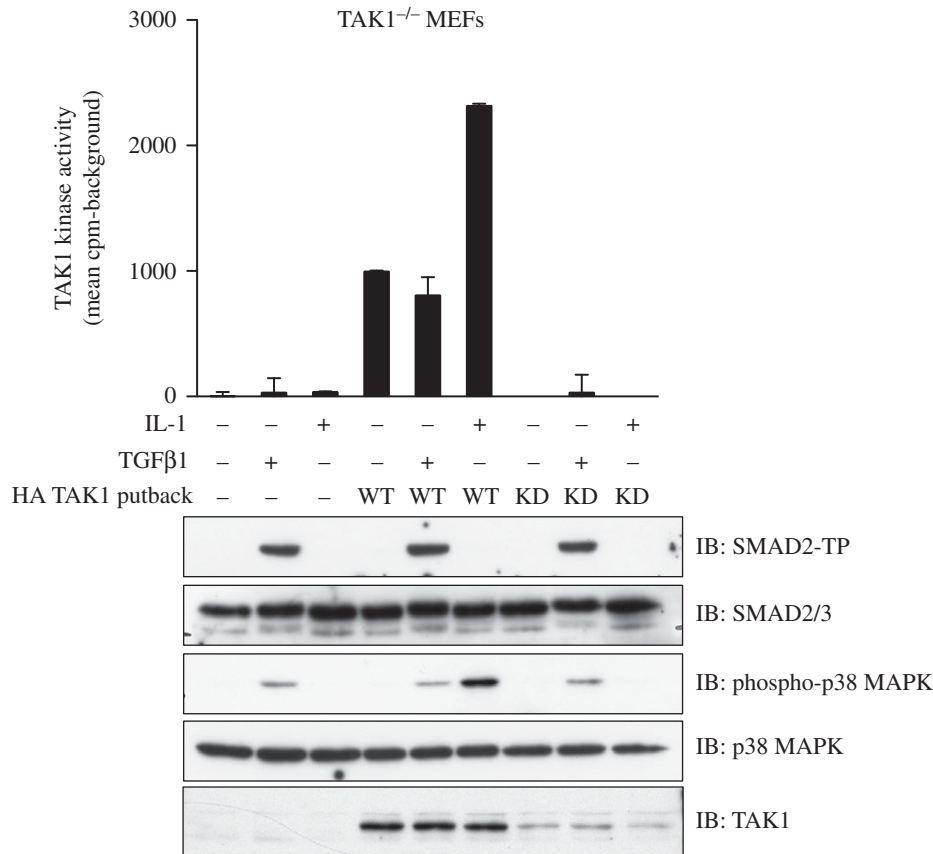 TAK1–/– MEFs
TAK1 kinase activity
(mean cpm-background)
3000
2000
1000
0
IL-1 – – + – – + – – +
TGFβ1 – + – – + – – + –
HA TAK1 putback – – – WT WT WT KD KD KD
IB: SMAD2-TP
IB: SMAD2/3
IB: phospho-p38 MAPK
IB: p38 MAPK
IB: TAK1